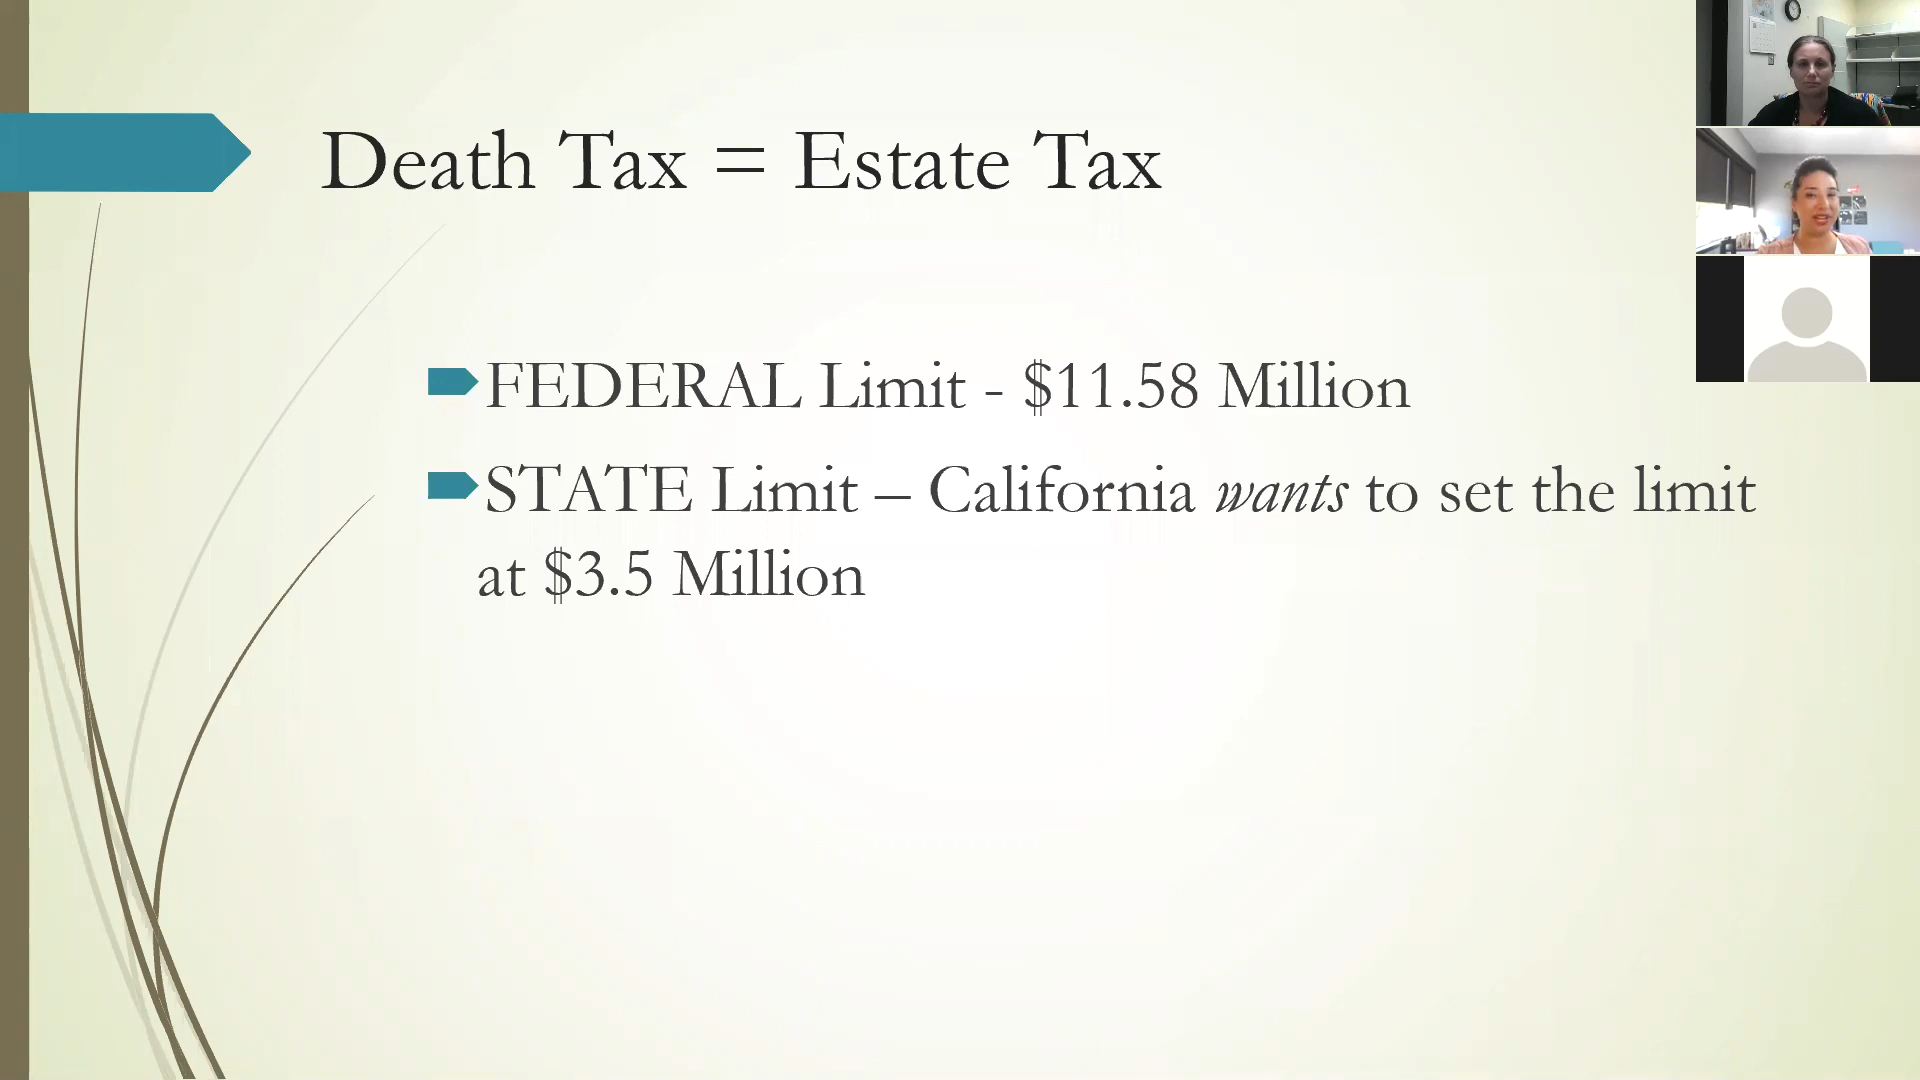 Death Tax = Estate Tax
FEDERAL Limit - $11.58 Million
STATE Limit – California wants to set the limit
at $3.5 Million